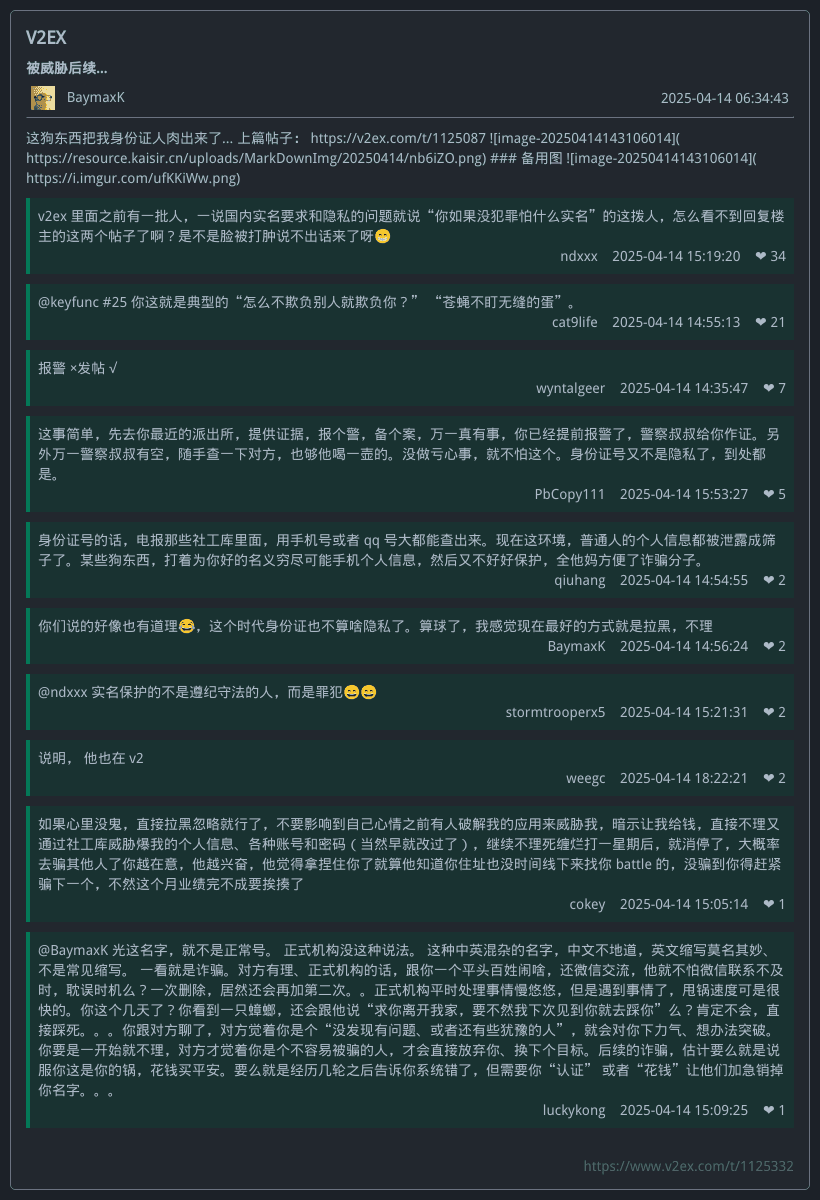 V2EX
被威胁后续...
BaymaxK
2025-04-14 06:34:43
这狗东西把我身份证人肉出来了... 上篇帖子： https://v2ex.com/t/1125087 ![image-20250414143106014](
https://resource.kaisir.cn/uploads/MarkDownImg/20250414/nb6iZO.png) ### 备用图 ![image-20250414143106014](
https://i.imgur.com/ufKKiWw.png)
v2ex 里面之前有一批人，一说国内实名要求和隐私的问题就说“你如果没犯罪怕什么实名”的这拨人，怎么看不到回复楼
主的这两个帖子了啊？是不是脸被打肿说不出话来了呀😁
ndxxx 2025-04-14 15:19:20 ❤ 34
@keyfunc #25 你这就是典型的“怎么不欺负别人就欺负你？” “苍蝇不盯无缝的蛋”。
cat9life 2025-04-14 14:55:13 ❤ 21
报警 ×发帖 √
wyntalgeer 2025-04-14 14:35:47 ❤ 7
这事简单，先去你最近的派出所，提供证据，报个警，备个案，万一真有事，你已经提前报警了，警察叔叔给你作证。另
外万一警察叔叔有空，随手查一下对方，也够他喝一壶的。没做亏心事，就不怕这个。身份证号又不是隐私了，到处都
是。
PbCopy111 2025-04-14 15:53:27 ❤ 5
身份证号的话，电报那些社工库里面，用手机号或者 qq 号大都能查出来。现在这环境，普通人的个人信息都被泄露成筛
子了。某些狗东西，打着为你好的名义穷尽可能手机个人信息，然后又不好好保护，全他妈方便了诈骗分子。
qiuhang 2025-04-14 14:54:55 ❤ 2
你们说的好像也有道理😂，这个时代身份证也不算啥隐私了。算球了，我感觉现在最好的方式就是拉黑，不理
BaymaxK 2025-04-14 14:56:24 ❤ 2
@ndxxx 实名保护的不是遵纪守法的人，而是罪犯😄😄
stormtrooperx5 2025-04-14 15:21:31 ❤ 2
说明， 他也在 v2
weegc 2025-04-14 18:22:21 ❤ 2
如果心里没鬼，直接拉黑忽略就行了，不要影响到自己心情之前有人破解我的应用来威胁我，暗示让我给钱，直接不理又
通过社工库威胁爆我的个人信息、各种账号和密码（当然早就改过了），继续不理死缠烂打一星期后，就消停了，大概率
去骗其他人了你越在意，他越兴奋，他觉得拿捏住你了就算他知道你住址也没时间线下来找你 battle 的，没骗到你得赶紧
骗下一个，不然这个月业绩完不成要挨揍了
cokey 2025-04-14 15:05:14 ❤ 1
@BaymaxK 光这名字，就不是正常号。 正式机构没这种说法。 这种中英混杂的名字，中文不地道，英文缩写莫名其妙、
不是常见缩写。 一看就是诈骗。对方有理、正式机构的话，跟你一个平头百姓闹啥，还微信交流，他就不怕微信联系不及
时，耽误时机么？一次删除，居然还会再加第二次。。正式机构平时处理事情慢悠悠，但是遇到事情了，甩锅速度可是很
快的。你这个几天了？你看到一只蟑螂，还会跟他说“求你离开我家，要不然我下次见到你就去踩你”么？肯定不会，直
接踩死。。。你跟对方聊了，对方觉着你是个“没发现有问题、或者还有些犹豫的人”，就会对你下力气、想办法突破。
你要是一开始就不理，对方才觉着你是个不容易被骗的人，才会直接放弃你、换下个目标。后续的诈骗，估计要么就是说
服你这是你的锅，花钱买平安。要么就是经历几轮之后告诉你系统错了，但需要你“认证” 或者“花钱”让他们加急销掉
你名字。。。
luckykong 2025-04-14 15:09:25 ❤ 1
https://www.v2ex.com/t/1125332